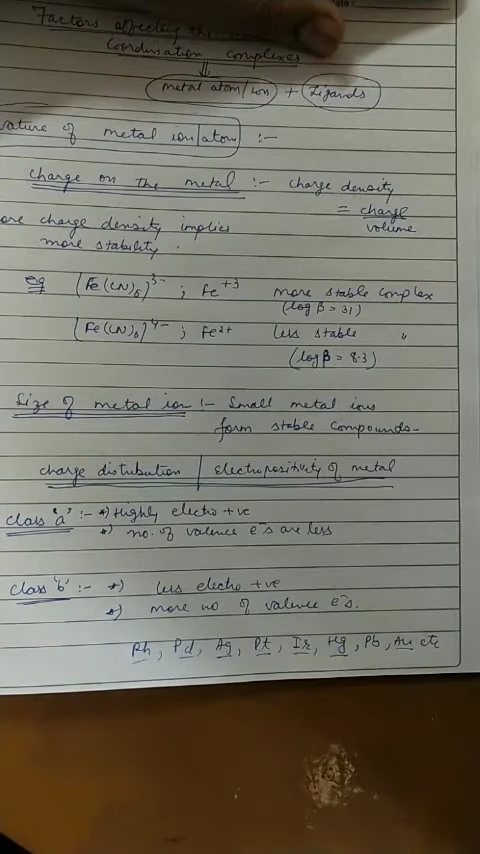 Date :
Factors affecting the
Coordination complexes
⇓
metal atom/ion + Ligands
Nature of metal ion/atom :-
charge on the metal :- charge density
= charge
volume
ore charge density implies
more stability .
eg [Fe(CN)6]3- ; Fe+3 more stable complex
(log β = 31)
[Fe(CN)6]4- ; Fe2+ less stable "
(log β = 8.3)
Size of metal ion :- Small metal ions
form stable compounds-
charge distribution | electropositivity of metal
class 'a' :- *) Highly electro +ve
*) no. of valence e-s are less
class 'b' :- *) less electro +ve
*) more no of valence e-s.
Rh, Pd, Ag, Pt, Ir, Hg, Pb, Au etc